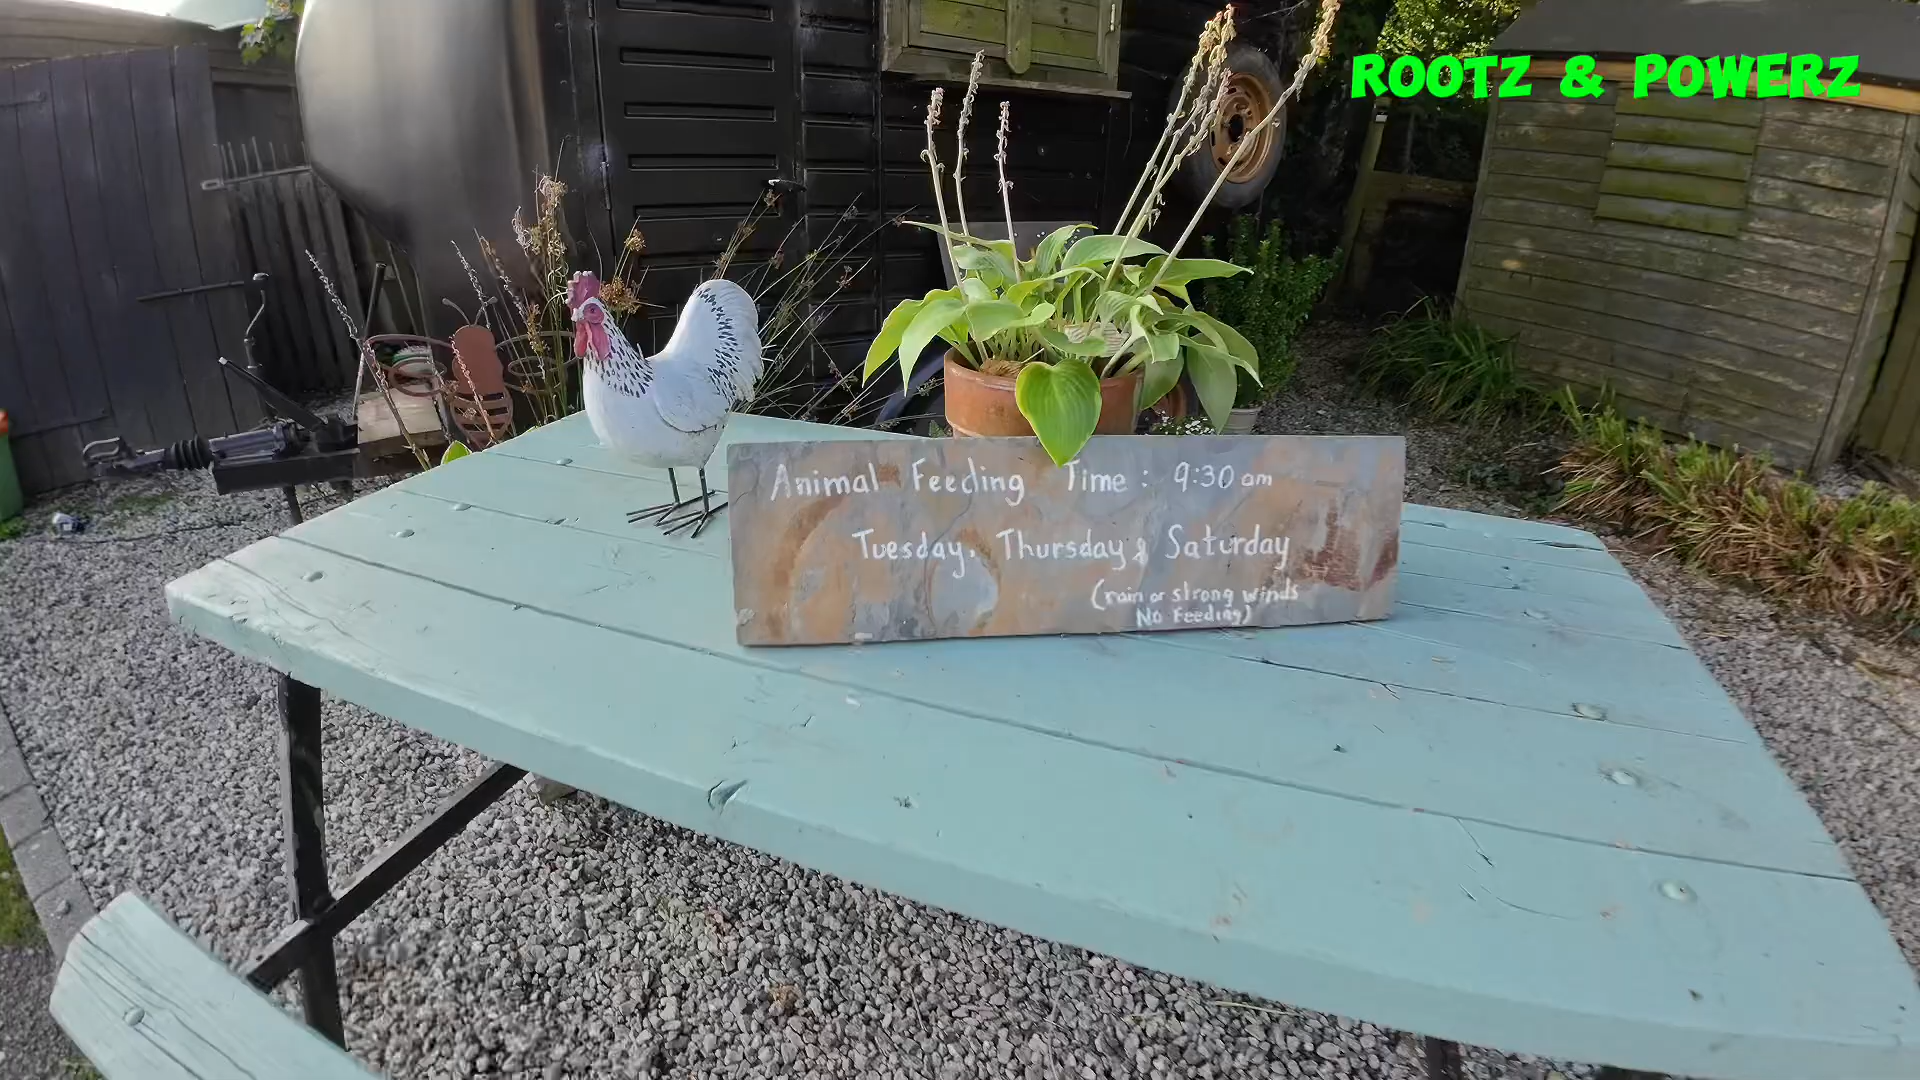 ROOTZ & POWERZ
Animal Feeding Time : 9:30 am
Tuesday, Thursday & Saturday
(rain or strong winds
No Feeding)